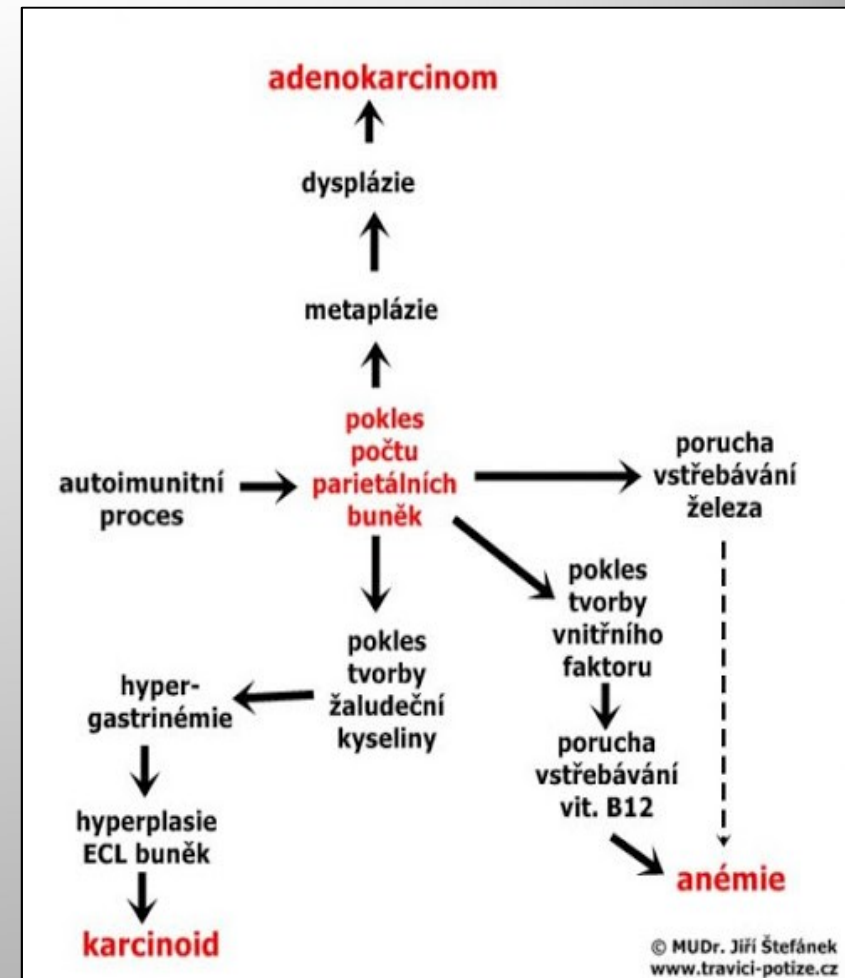 adenokarcinom
dysplázie
metaplázie
pokles
počtu
parietálních
buněk
autoimunitní
proces
porucha
vstřebávání
železa
pokles
tvorby
vnitřního
faktoru
pokles
tvorby
žaludeční
kyseliny
hyper-
gastrinémie
porucha
vstřebávání
vit. B12
hyperplasie
ECL buněk
anémie
karcinoid
© MUDr. Jiří Štefánek
www.travici-potize.cz